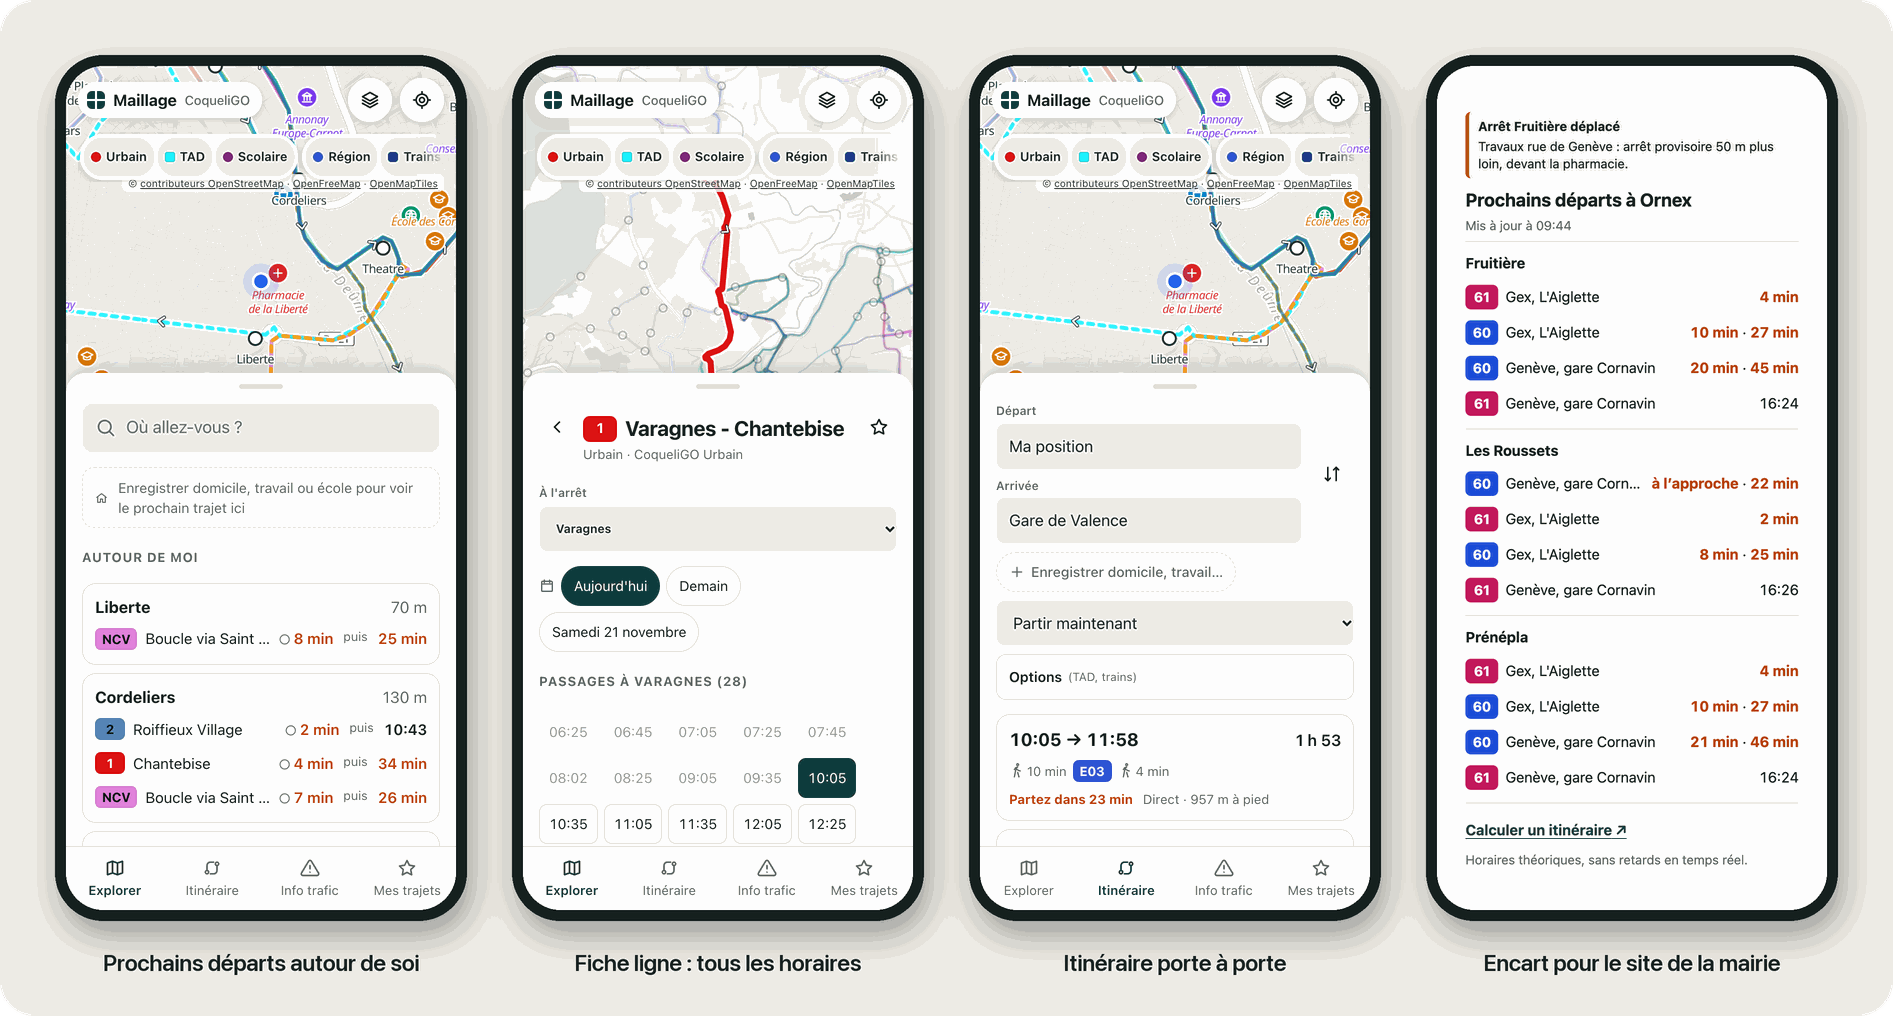 Maillage CoqueliGO
Annonay
Europe-Carnot
Urbain
TAD
Scolaire
Région
Trains
© contributeurs OpenStreetMap · OpenFreeMap · OpenMapTiles
Cordeliers
École des Cor
Theatre
Pharmacie
de la Liberté
Liberte
Où allez-vous ?
Enregistrer domicile, travail ou école pour voir
le prochain trajet ici
AUTOUR DE MOI
Liberte 70 m
NCV Boucle via Saint ... 8 min puis 25 min
Cordeliers 130 m
2 Roiffieux Village 2 min puis 10:43
1 Chantebise 4 min puis 34 min
NCV Boucle via Saint ... 7 min puis 26 min
Explorer Itinéraire Info trafic Mes trajets
Prochains départs autour de soi
Maillage CoqueliGO
Urbain
TAD
Scolaire
Région
Trains
© contributeurs OpenStreetMap · OpenFreeMap · OpenMapTiles
1 Varagnes - Chantebise
Urbain · CoqueliGO Urbain
À l'arrêt
Varagnes
Aujourd'hui Demain
Samedi 21 novembre
PASSAGES À VARAGNES (28)
06:25 06:45 07:05 07:25 07:45
08:02 08:25 09:05 09:35 10:05
10:35 11:05 11:35 12:05 12:25
Explorer Itinéraire Info trafic Mes trajets
Fiche ligne : tous les horaires
Maillage CoqueliGO
Annonay
Europe-Carnot
Urbain
TAD
Scolaire
Région
Trains
© contributeurs OpenStreetMap · OpenFreeMap · OpenMapTiles
Cordeliers
École des Cor
Theatre
Pharmacie
de la Liberté
Liberte
Départ
Ma position
Arrivée
Gare de Valence
+ Enregistrer domicile, travail...
Partir maintenant
Options (TAD, trains)
10:05 → 11:58 1 h 53
10 min E03 4 min
Partez dans 23 min Direct · 957 m à pied
Explorer Itinéraire Info trafic Mes trajets
Itinéraire porte à porte
Arrêt Fruitière déplacé
Travaux rue de Genève : arrêt provisoire 50 m plus
loin, devant la pharmacie.
Prochains départs à Ornex
Mis à jour à 09:44
Fruitière
61 Gex, L'Aiglette 4 min
60 Gex, L'Aiglette 10 min · 27 min
60 Genève, gare Cornavin 20 min · 45 min
61 Genève, gare Cornavin 16:24
Les Roussets
60 Genève, gare Corn... à l’approche · 22 min
61 Gex, L'Aiglette 2 min
60 Gex, L'Aiglette 8 min · 25 min
61 Genève, gare Cornavin 16:26
Prénépla
61 Gex, L'Aiglette 4 min
60 Gex, L'Aiglette 10 min · 27 min
60 Genève, gare Cornavin 21 min · 46 min
61 Genève, gare Cornavin 16:24
Calculer un itinéraire ↗
Horaires théoriques, sans retards en temps réel.
Encart pour le site de la mairie